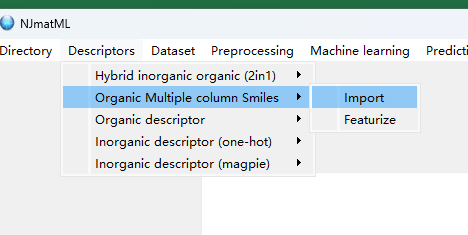 NJmatML
Directory Descriptors Dataset Preprocessing Machine learning Predicti
Hybrid inorganic organic (2in1)
Organic Multiple column Smiles Import
Organic descriptor Featurize
Inorganic descriptor (one-hot)
Inorganic descriptor (magpie)